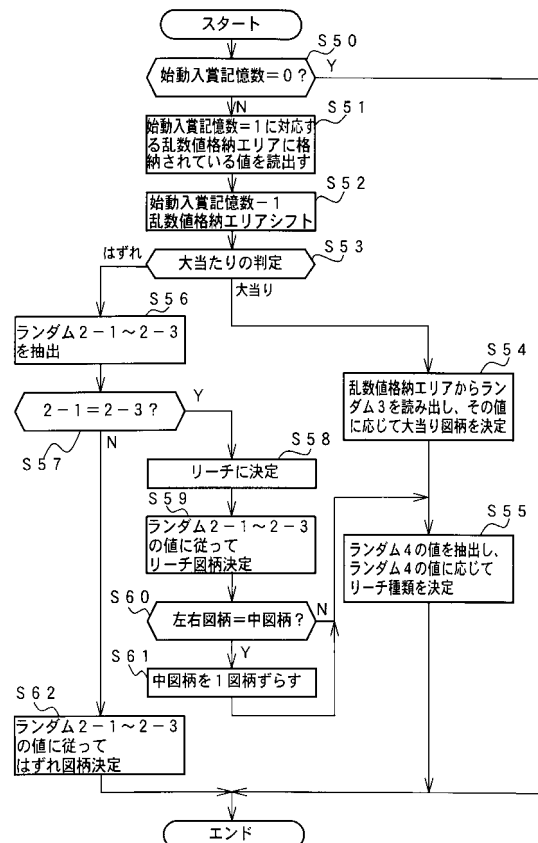 スタート
S50
始動入賞記憶数=0?
Y
N
S51
始動入賞記憶数=1に対応す
る乱数値格納エリアに格
納されている値を読出す
S52
始動入賞記憶数-1
乱数値格納エリアシフト
S53
大当たりの判定
はずれ
大当り
S56
ランダム2-1~2-3
を抽出
S54
乱数値格納エリアからラン
ダム3を読み出し、その値
に応じて大当り図柄を決定
2-1=2-3?
Y
N
S57
S58
リーチに決定
S59
ランダム2-1~2-3
の値に従って
リーチ図柄決定
S55
ランダム4の値を抽出し、
ランダム4の値に応じて
リーチ種類を決定
S60
左右図柄=中図柄?
N
Y
S61
中図柄を1図柄ずらす
S62
ランダム2-1~2-3
の値に従って
はずれ図柄決定
エンド